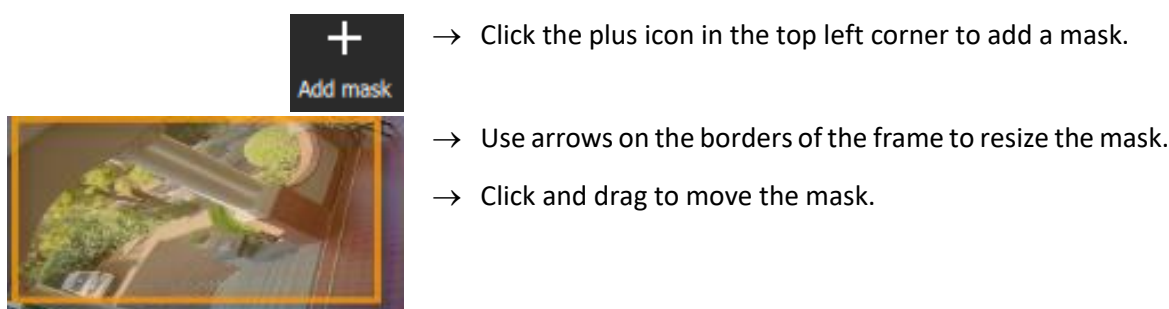 Add mask
→ Click the plus icon in the top left corner to add a mask.
→ Use arrows on the borders of the frame to resize the mask.
→ Click and drag to move the mask.